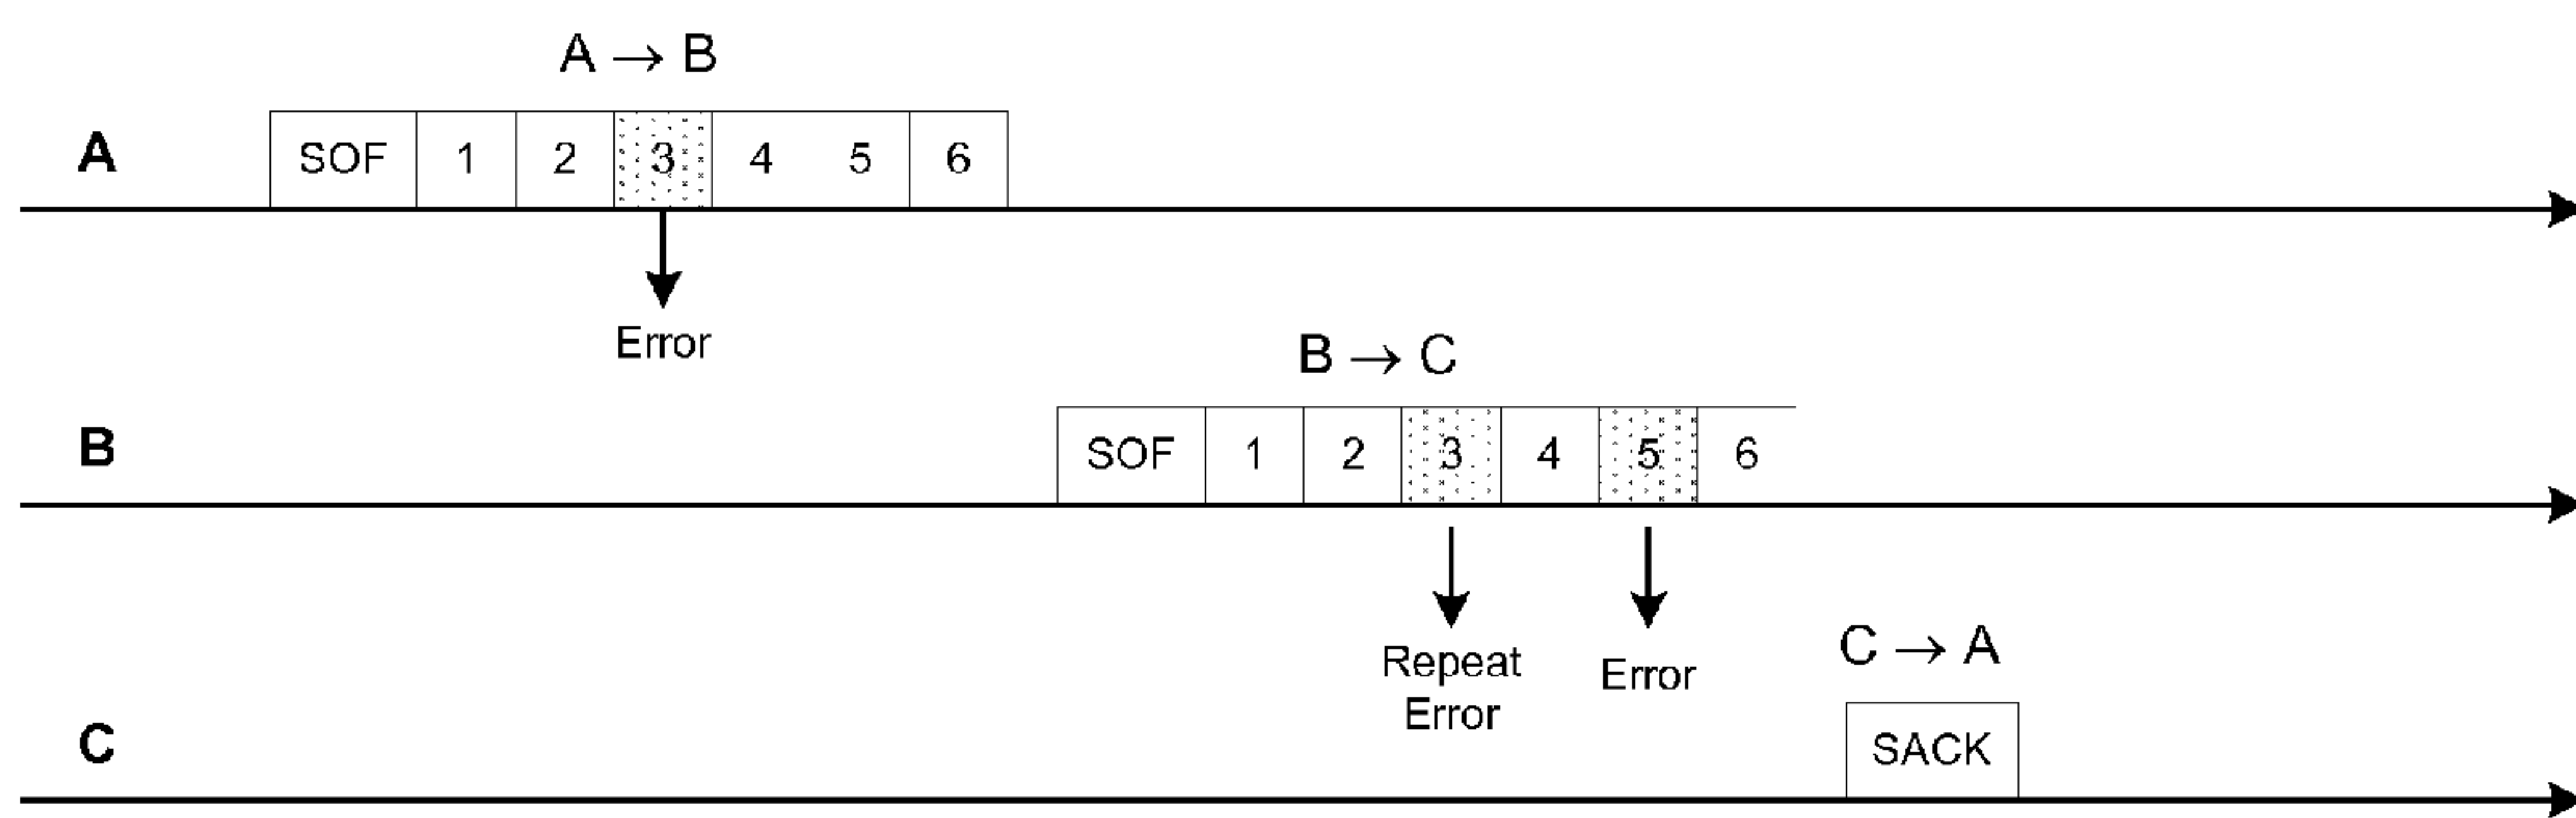 A → B
A SOF 1 2 3 4 5 6
Error
B → C
B SOF 1 2 3 4 5 6
Repeat
Error
Error
C → A
C SACK